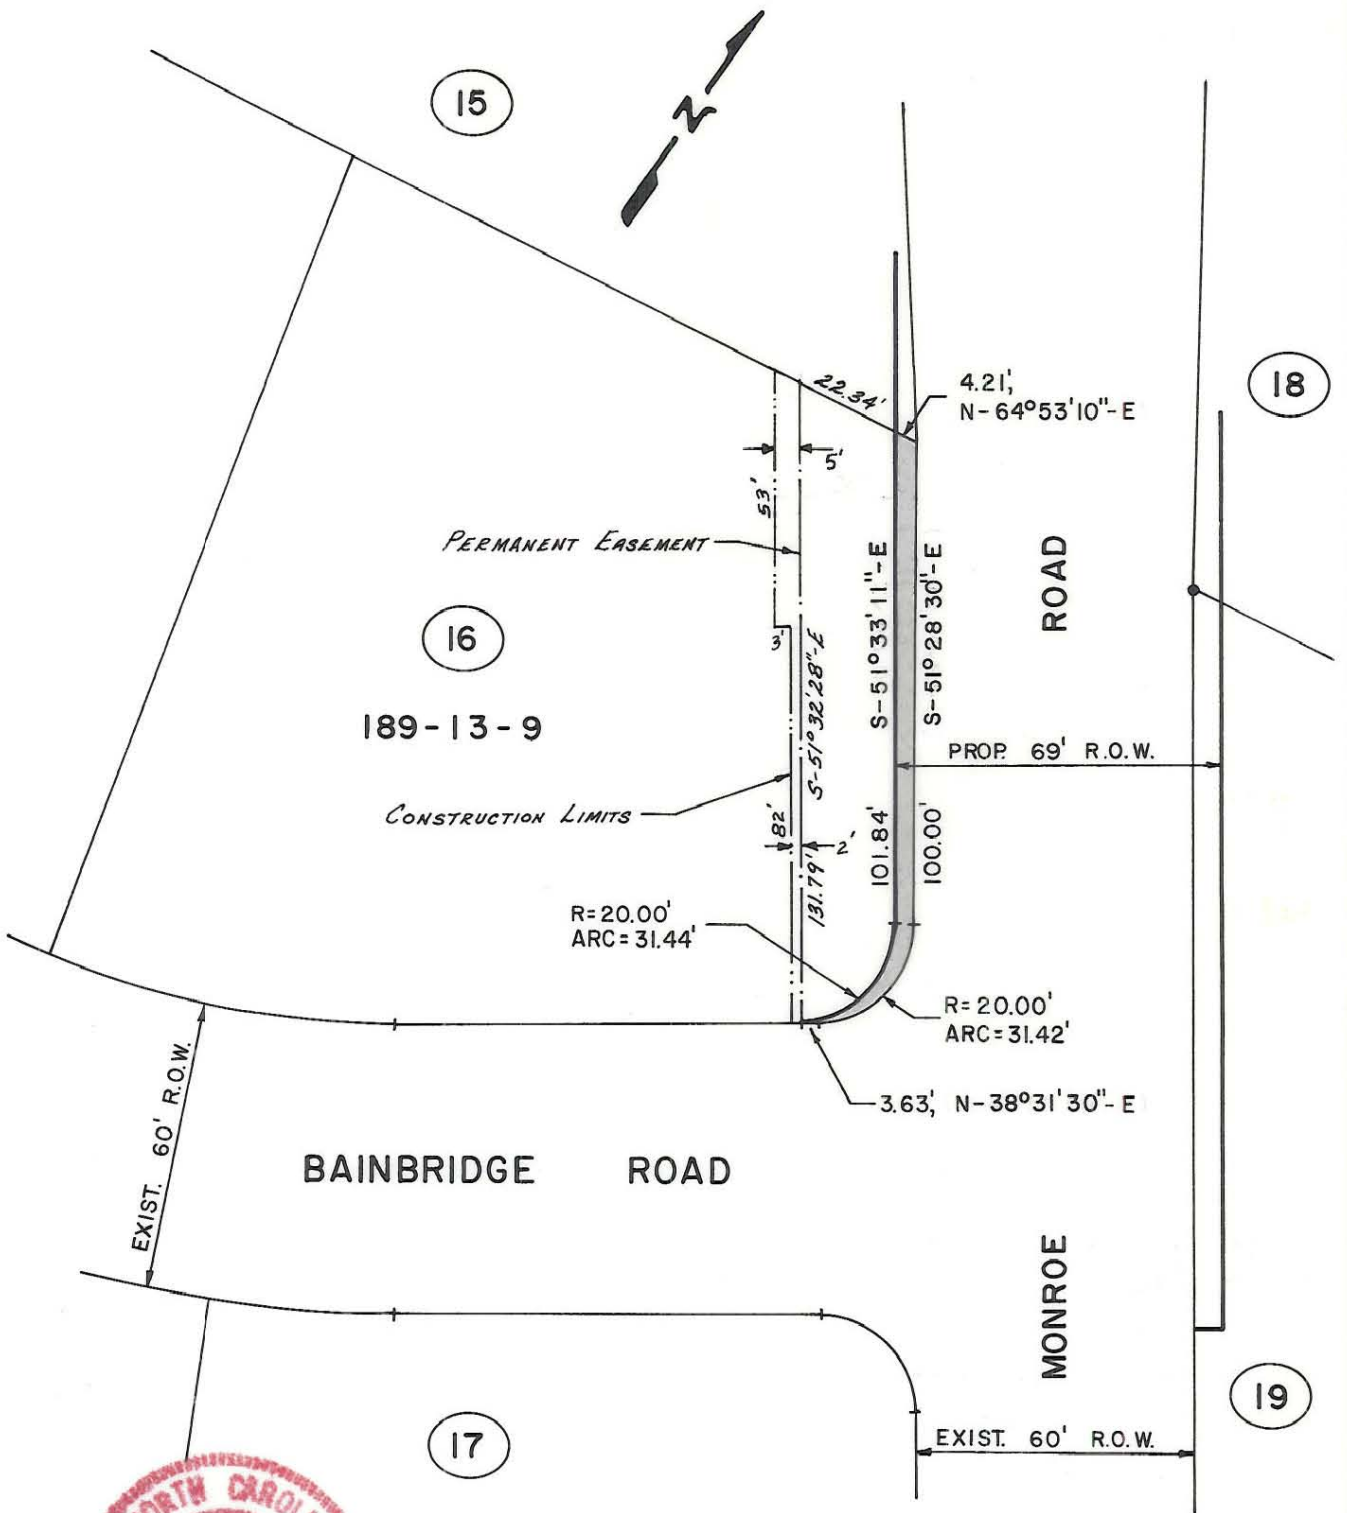 15
N
18
4.21',
N-64°53'10"-E
22.34'
5'
53'
PERMANENT EASEMENT
ROAD
S-51°33'11"-E
S-51°28'30"-E
16
3'
S-51°32'28"-E
189-13-9
PROP. 69' R.O.W.
CONSTRUCTION LIMITS
82'
2'
101.84'
100.00'
131.79'
R=20.00'
ARC=31.44'
R=20.00'
ARC=31.42'
3.63', N-38°31'30"-E
EXIST. 60' R.O.W.
BAINBRIDGE ROAD
MONROE
19
17
EXIST. 60' R.O.W.
NORTH CAROLI